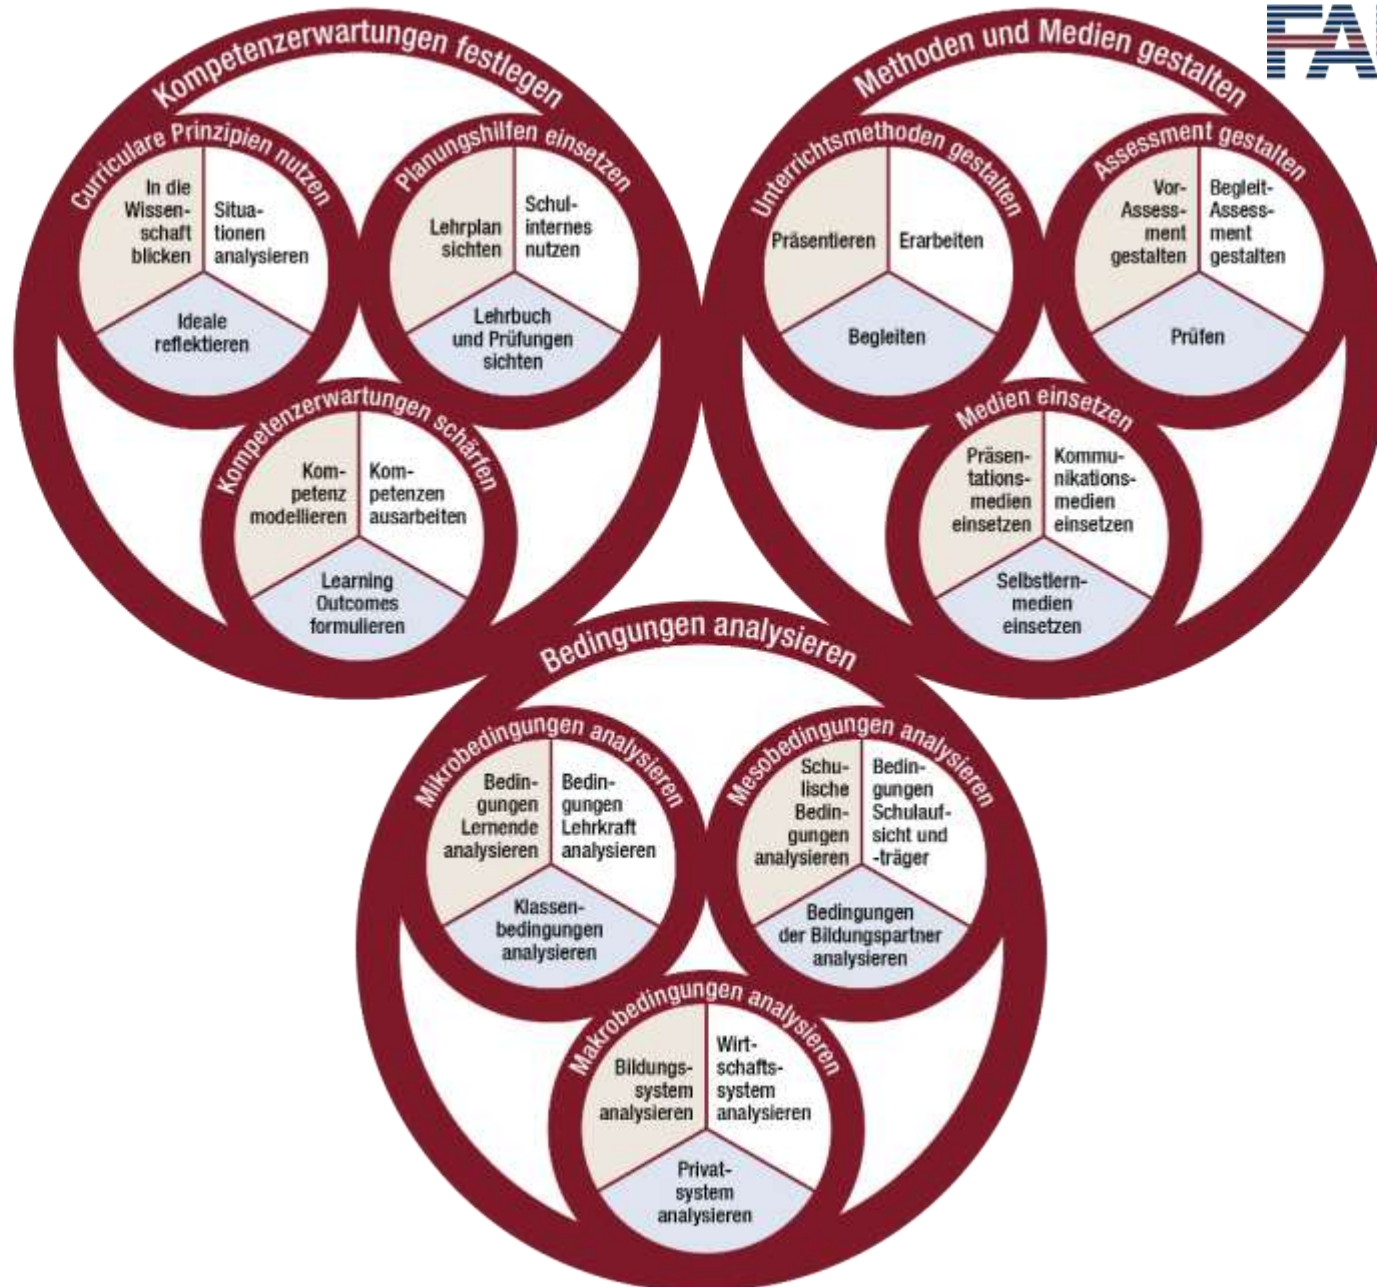 Kompetenzerwartungen festlegen
Curriculare Prinzipien nutzen
In die
Wissen-
schaft
blicken
Situa-
tionen
analysieren
Ideale
reflektieren
Planungshilfen einsetzen
Lehrplan
sichten
Schul-
internes
nutzen
Lehrbuch
und Prüfungen
sichten
Kompetenzerwartungen schärfen
Kom-
petenz
modellieren
Kom-
petenzen
ausarbeiten
Learning
Outcomes
formulieren
Methoden und Medien gestalten
FA
Unterrichtsmethoden gestalten
Präsentieren
Erarbeiten
Begleiten
Assessment gestalten
Vor-
Assess-
ment
gestalten
Begleit-
Assess-
ment
gestalten
Prüfen
Medien einsetzen
Präsen-
tations-
medien
einsetzen
Kommu-
nikations-
medien
einsetzen
Selbstlern-
medien
einsetzen
Bedingungen analysieren
Mikrobedingungen analysieren
Bedin-
gungen
Lernende
analysieren
Bedin-
gungen
Lehrkraft
analysieren
Klassen-
bedingungen
analysieren
Mesobedingungen analysieren
Schu-
lische
Bedin-
gungen
analysieren
Bedin-
gungen
Schulauf-
sicht und
-träger
Bedingungen
der Bildungspartner
analysieren
Makrobedingungen analysieren
Bildungs-
system
analysieren
Wirt-
schafts-
system
analysieren
Privat-
system
analysieren